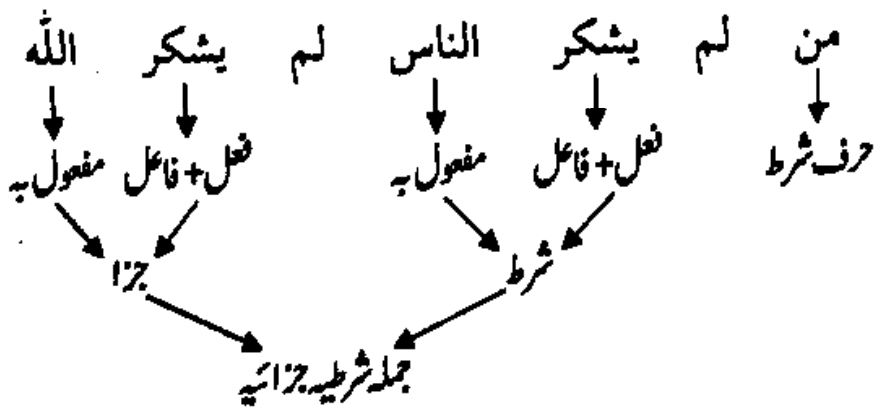 من لم يشكر الناس لم يشكر الله
حرف شرط فعل+فاعل مفعول به فعل+فاعل مفعول به
شرط جزا
جملہ شرطیہ جزائیہ